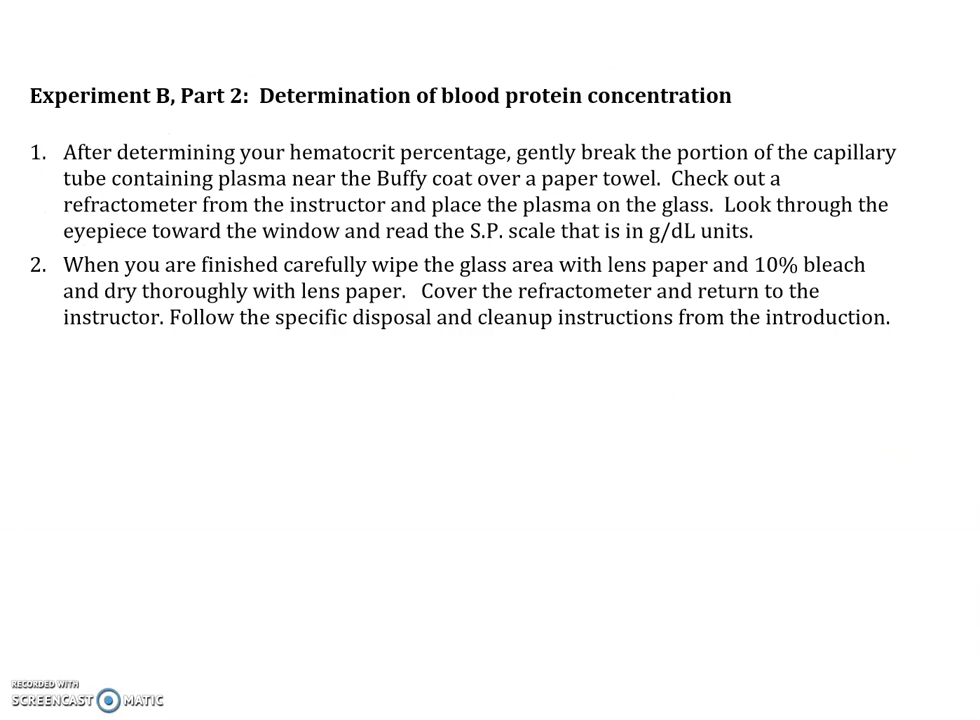 Experiment B, Part 2: Determination of blood protein concentration
1. After determining your hematocrit percentage, gently break the portion of the capillary
tube containing plasma near the Buffy coat over a paper towel. Check out a
refractometer from the instructor and place the plasma on the glass. Look through the
eyepiece toward the window and read the S.P. scale that is in g/dL units.
2. When you are finished carefully wipe the glass area with lens paper and 10% bleach
and dry thoroughly with lens paper. Cover the refractometer and return to the
instructor. Follow the specific disposal and cleanup instructions from the introduction.
RECORDED WITH
SCREENCAST MATIC